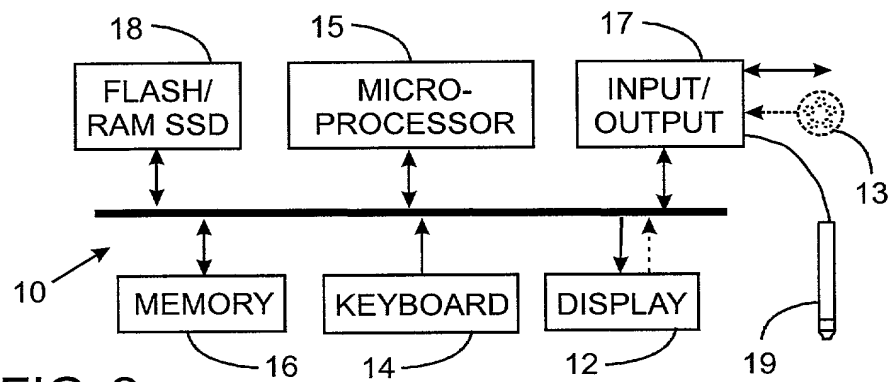 18
15
17
FLASH/
RAM SSD
MICRO-
PROCESSOR
INPUT/
OUTPUT
13
10
MEMORY
KEYBOARD
DISPLAY
16
14
12
19